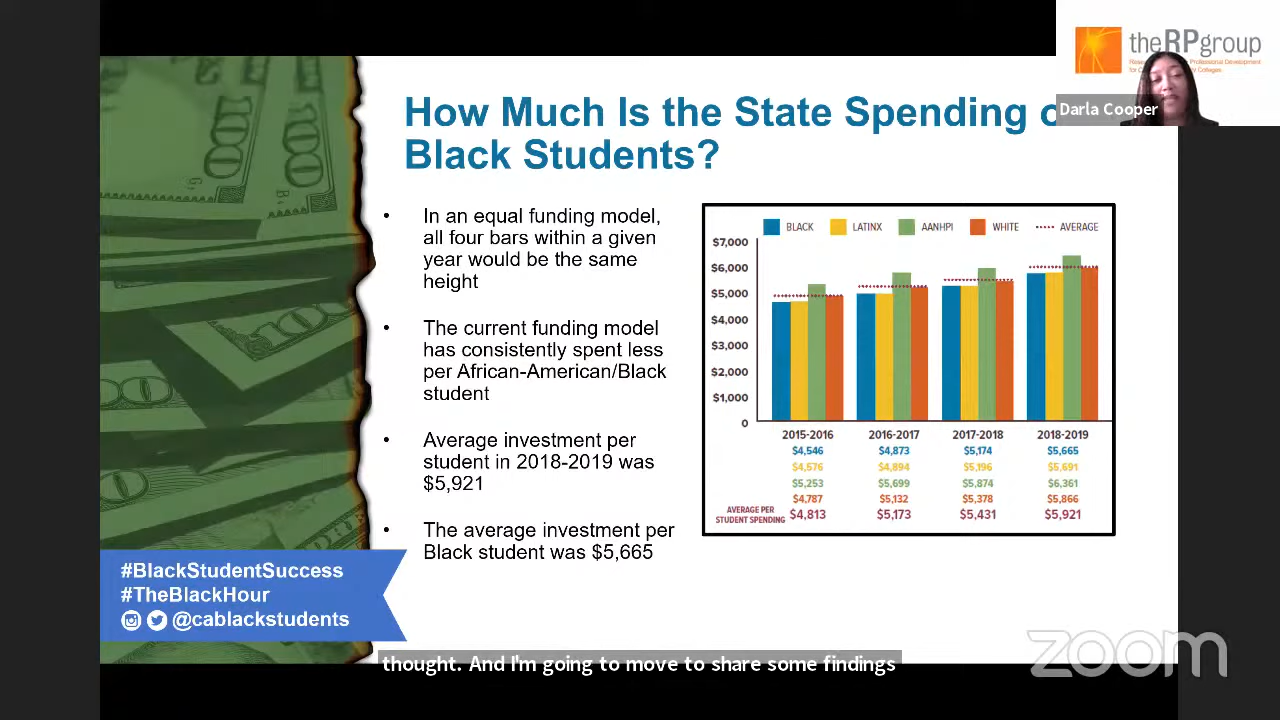 theRPgroup
Darla Cooper
How Much Is the State Spending
Black Students?
• In an equal funding model,
all four bars within a given
year would be the same
height
• The current funding model
has consistently spent less
per African-American/Black
student
• Average investment per
student in 2018-2019 was
$5,921
• The average investment per
Black student was $5,665
BLACK LATINX AANHPI WHITE AVERAGE
$7,000
$6,000
$5,000
$4,000
$3,000
$2,000
$1,000
0
2015-2016 2016-2017 2017-2018 2018-2019
$4,546 $4,873 $5,174 $5,665
$4,576 $4,894 $5,196 $5,691
$5,253 $5,699 $5,874 $6,361
$4,787 $5,132 $5,378 $5,866
AVERAGE PER
STUDENT SPENDING $4,813 $5,173 $5,431 $5,921
#BlackStudentSuccess
#TheBlackHour
@cablackstudents
thought. And I'm going to move to share some findings
zoom